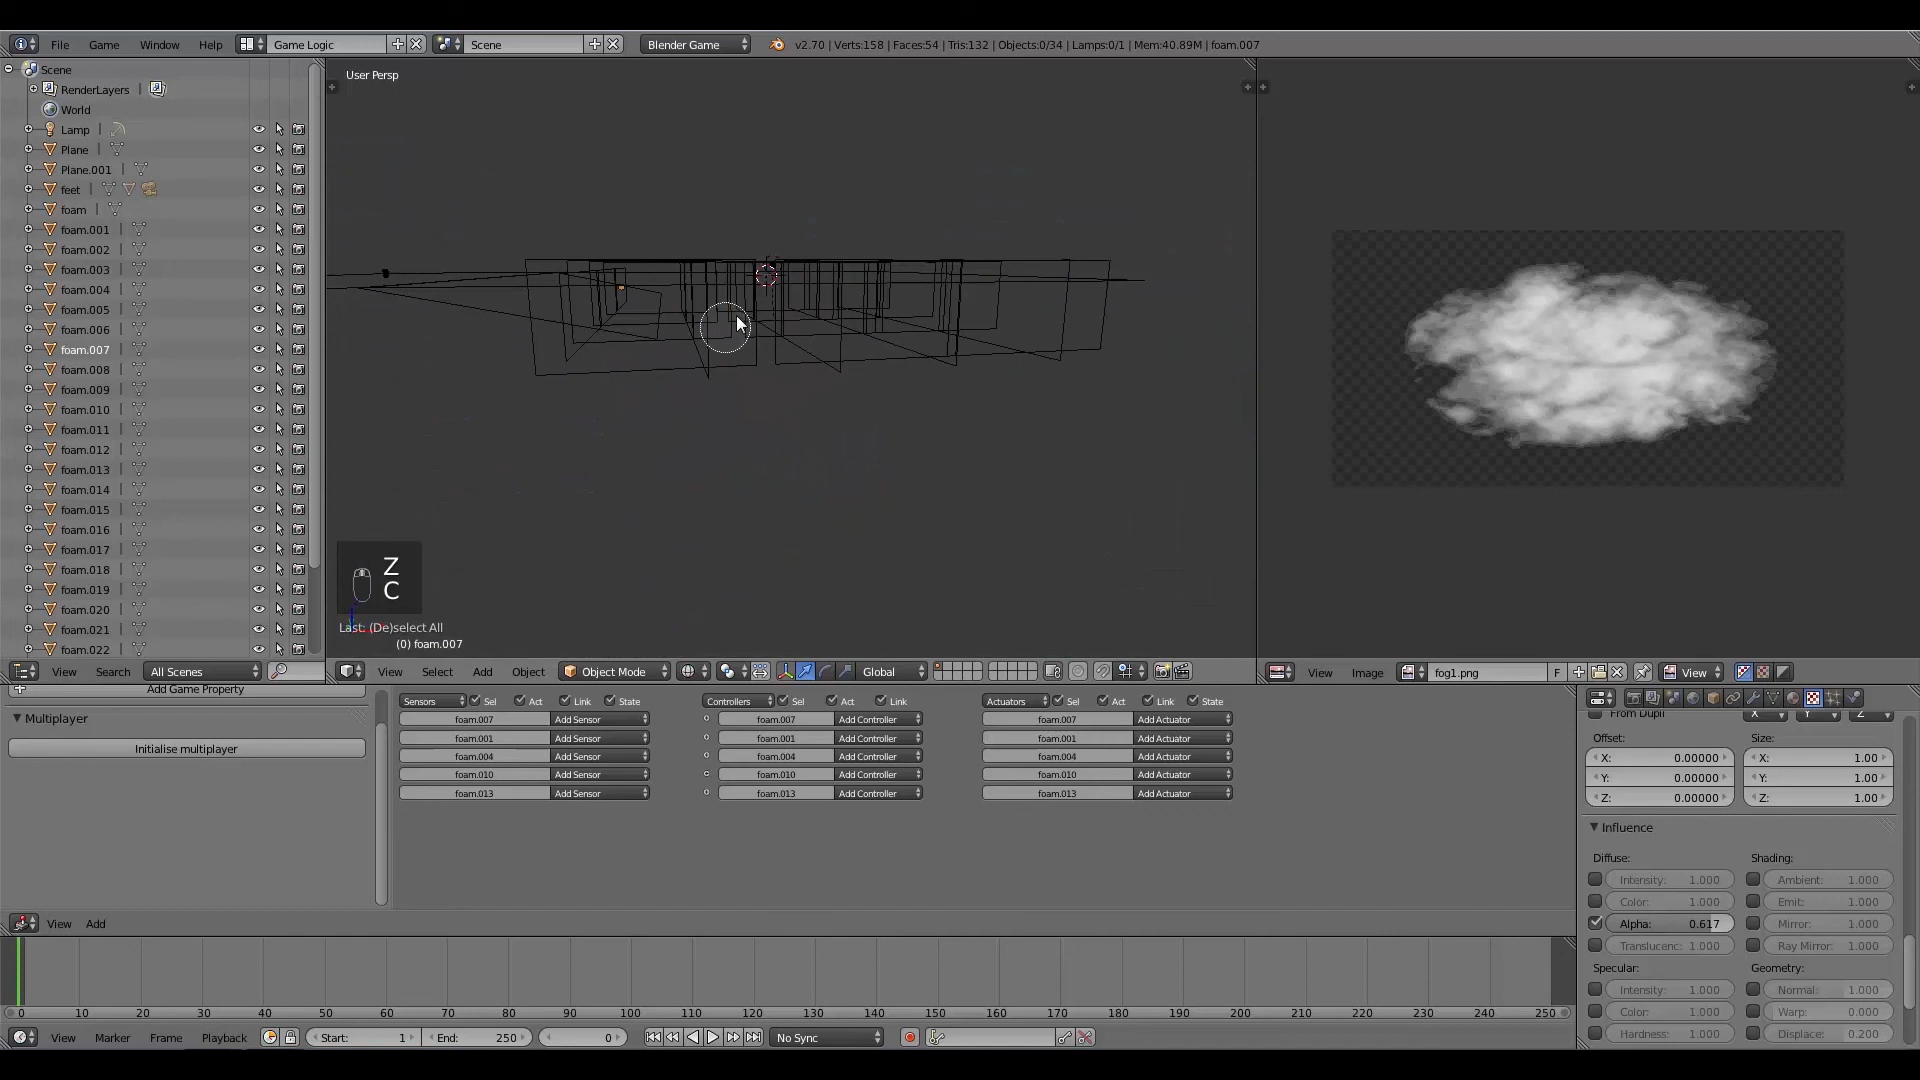 File Game Window Help Game Logic Scene Blender Game v2.70 | Verts:158 | Faces:54 | Tris:132 | Objects:0/34 | Lamps:0/1 | Mem:40.89M | foam.007
Scene
RenderLayers
World
Lamp
Plane
Plane.001
feet
foam
foam.001
foam.002
foam.003
foam.004
foam.005
foam.006
foam.007
foam.008
foam.009
foam.010
foam.011
foam.012
foam.013
foam.014
foam.015
foam.016
foam.017
foam.018
foam.019
foam.020
foam.021
foam.022
View Search All Scenes
User Persp
Z
C
Last: (De)select All
(0) foam.007
View Select Add Object Object Mode Global
View Image fog1.png F View
Add Game Property
Multiplayer
Initialise multiplayer
Sensors Sel Act Link State Controllers Sel Act Link Actuators Sel Act Link State
foam.007 Add Sensor foam.007 Add Controller foam.007 Add Actuator
foam.001 Add Sensor foam.001 Add Controller foam.001 Add Actuator
foam.004 Add Sensor foam.004 Add Controller foam.004 Add Actuator
foam.010 Add Sensor foam.010 Add Controller foam.010 Add Actuator
foam.013 Add Sensor foam.013 Add Controller foam.013 Add Actuator
View Add
From Dupli X Y Z
Offset: Size:
X: 0.00000 X: 1.00
Y: 0.00000 Y: 1.00
Z: 0.00000 Z: 1.00
Influence
Diffuse: Shading:
Intensity: 1.000 Ambient: 1.000
Color: 1.000 Emit: 1.000
Alpha: 0.617 Mirror: 1.000
Translucenc: 1.000 Ray Mirror: 1.000
Specular: Geometry:
Intensity: 1.000 Normal: 1.000
Color: 1.000 Warp: 0.000
Hardness: 1.000 Displace: 0.200
0 10 20 30 40 50 60 70 80 90 100 110 120 130 140 150 160 170 180 190 200 210 220 230 240 250
View Marker Frame Playback Start: 1 End: 250 0 No Sync